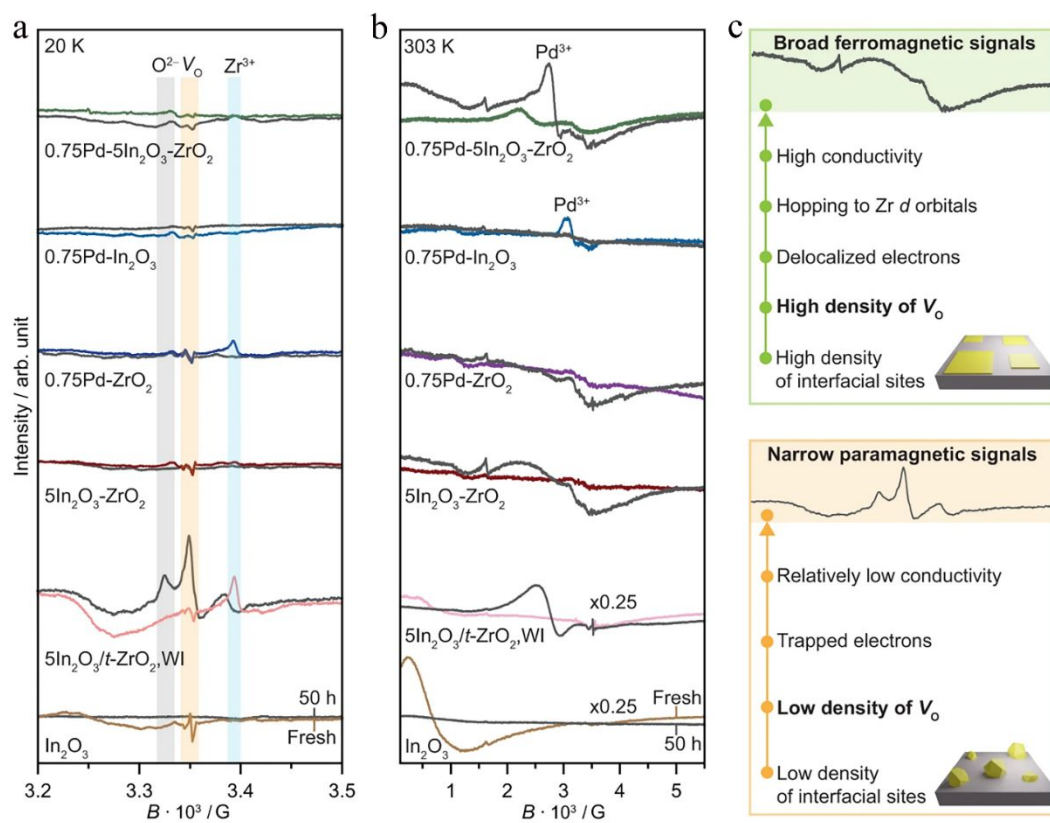 a
20 K
O²⁻ V₀ Zr³⁺
0.75Pd-5In₂O₃-ZrO₂
0.75Pd-In₂O₃
0.75Pd-ZrO₂
5In₂O₃-ZrO₂
5In₂O₃/t-ZrO₂,WI
50 h
Fresh
In₂O₃
3.2 3.3 3.4 3.5
B · 10³ / G
Intensity / arb. unit
b
303 K
Pd³⁺
0.75Pd-5In₂O₃-ZrO₂
Pd³⁺
0.75Pd-In₂O₃
0.75Pd-ZrO₂
5In₂O₃-ZrO₂
x0.25
5In₂O₃/t-ZrO₂,WI
Fresh
x0.25
50 h
In₂O₃
1 2 3 4 5
B · 10³ / G
c
Broad ferromagnetic signals
High conductivity
Hopping to Zr d orbitals
Delocalized electrons
High density of V₀
High density
of interfacial sites
Narrow paramagnetic signals
Relatively low conductivity
Trapped electrons
Low density of V₀
Low density
of interfacial sites